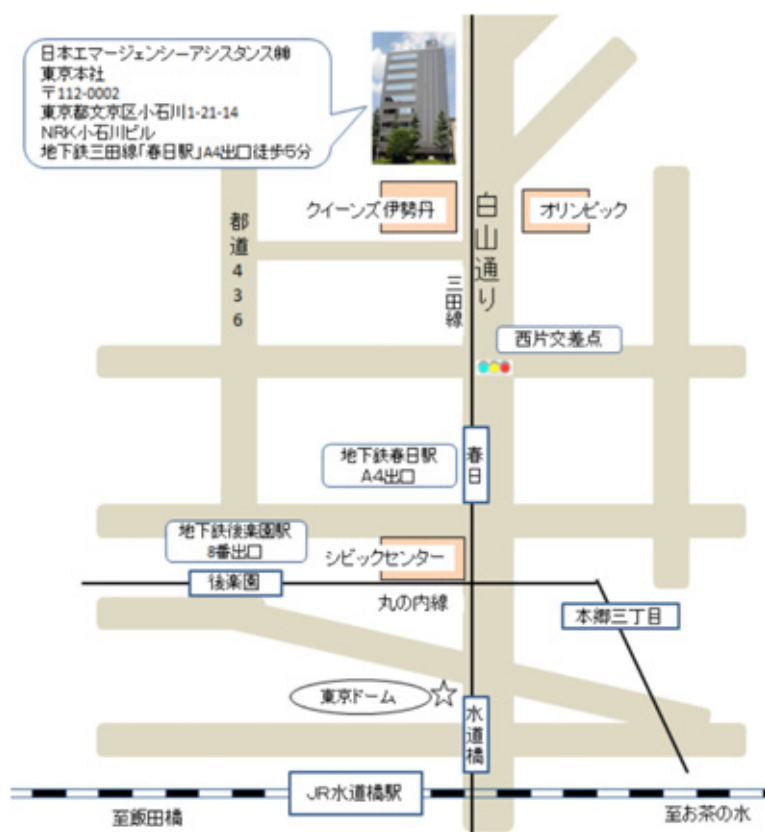 日本エマージェンシーアシスタンス㈱
東京本社
〒112-0002
東京都文京区小石川1-21-14
NRK小石川ビル
地下鉄三田線「春日駅」A4出口徒歩5分
クイーンズ伊勢丹
オリンピック
都道436
白山通り
三田線
西片交差点
地下鉄春日駅
A4出口
春日
地下鉄後楽園駅
8番出口
シビックセンター
後楽園
丸の内線
本郷三丁目
東京ドーム
水道橋
JR水道橋駅
至飯田橋
至お茶の水